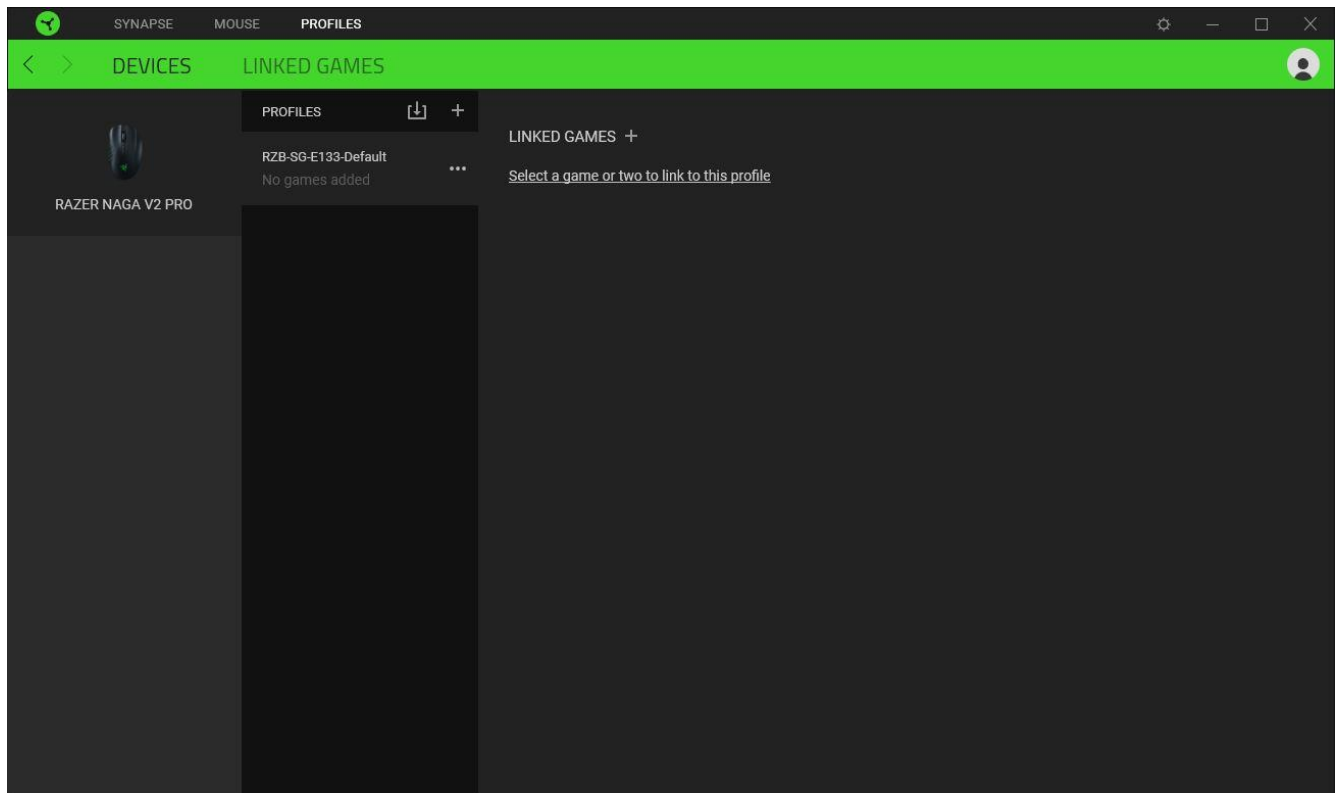 SYNAPSE MOUSE PROFILES
DEVICES LINKED GAMES
RAZER NAGA V2 PRO
PROFILES
RZB-SG-E133-Default
No games added
LINKED GAMES
Select a game or two to link to this profile